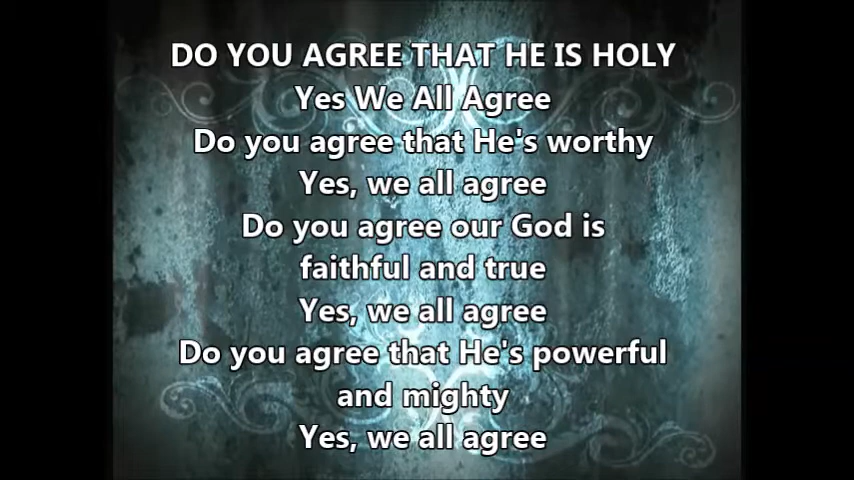 DO YOU AGREE THAT HE IS HOLY
Yes We All Agree
Do you agree that He's worthy
Yes, we all agree
Do you agree our God is
faithful and true
Yes, we all agree
Do you agree that He's powerful
and mighty
Yes, we all agree